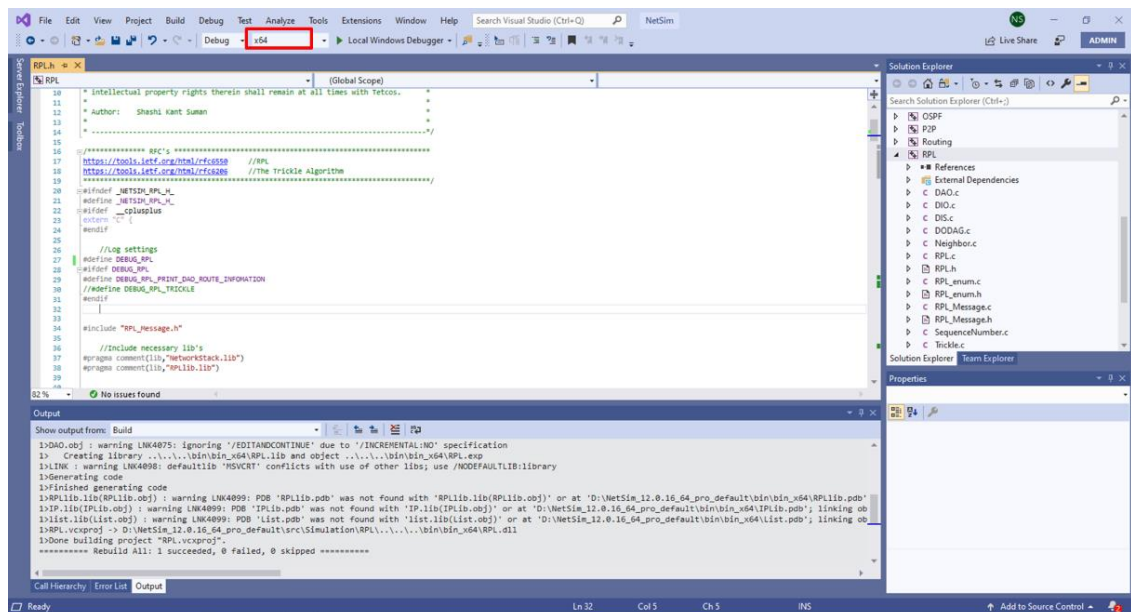 File Edit View Project Build Debug Test Analyze Tools Extensions Window Help Search Visual Studio (Ctrl+Q) NetSim NS
Debug x64 Local Windows Debugger Live Share ADMIN
Server Explorer
Toolbox
RPL.h
RPL (Global Scope)
10 * intellectual property rights therein shall remain at all times with Tetcos. *
11 * *
12 * Author: Shashi Kant Suman *
13 * *
14 * ---------------------------------------------------------------------------*/
15
16 /************** RFC's **************************************************
17 https://tools.ietf.org/html/rfc6550 //RPL
18 https://tools.ietf.org/html/rfc6206 //The Trickle Algorithm
19 ***********************************************************************/
20 #ifndef _NETSIM_RPL_H_
21 #define _NETSIM_RPL_H_
22 #ifdef __cplusplus
23 extern "C" {
24 #endif
25
26 //Log settings
27 #define DEBUG_RPL
28 #ifdef DEBUG_RPL
29 #define DEBUG_RPL_PRINT_DAO_ROUTE_INFOMATION
30 //#define DEBUG_RPL_TRICKLE
31 #endif
32
33
34 #include "RPL_Message.h"
35
36 //Include necessary lib's
37 #pragma comment(lib,"NetworkStack.lib")
38 #pragma comment(lib,"RPLlib.lib")
39
82 % No issues found
Output
Show output from: Build
1>DAO.obj : warning LNK4075: ignoring '/EDITANDCONTINUE' due to '/INCREMENTAL:NO' specification
1> Creating library ..\..\..\bin\bin_x64\RPL.lib and object ..\..\..\bin\bin_x64\RPL.exp
1>LINK : warning LNK4098: defaultlib 'MSVCRT' conflicts with use of other libs; use /NODEFAULTLIB:library
1>Generating code
1>Finished generating code
1>RPLlib.lib(RPLlib.obj) : warning LNK4099: PDB 'RPLlib.pdb' was not found with 'RPLlib.lib(RPLlib.obj)' or at 'D:\NetSim_12.0.16_64_pro_default\bin\bin_x64\RPLlib.pdb'
1>IP.lib(IPLib.obj) : warning LNK4099: PDB 'IPLib.pdb' was not found with 'IP.lib(IPLib.obj)' or at 'D:\NetSim_12.0.16_64_pro_default\bin\bin_x64\IPLib.pdb'; linking ob
1>list.lib(List.obj) : warning LNK4099: PDB 'List.pdb' was not found with 'list.lib(List.obj)' or at 'D:\NetSim_12.0.16_64_pro_default\bin\bin_x64\List.pdb'; linking ob
1>RPL.vcxproj -> D:\NetSim_12.0.16_64_pro_default\src\Simulation\RPL\..\..\..\bin\bin_x64\RPL.dll
1>Done building project "RPL.vcxproj".
========== Rebuild All: 1 succeeded, 0 failed, 0 skipped ==========
Call Hierarchy Error List Output
Solution Explorer
Search Solution Explorer (Ctrl+;)
OSPF
P2P
Routing
RPL
References
External Dependencies
DAO.c
DIO.c
DIS.c
DODAG.c
Neighbor.c
RPL.c
RPL.h
RPL_enum.c
RPL_enum.h
RPL_Message.c
RPL_Message.h
SequenceNumber.c
Trickle.c
Solution Explorer Team Explorer
Properties
Ready Ln 32 Col 5 Ch 5 INS Add to Source Control 2